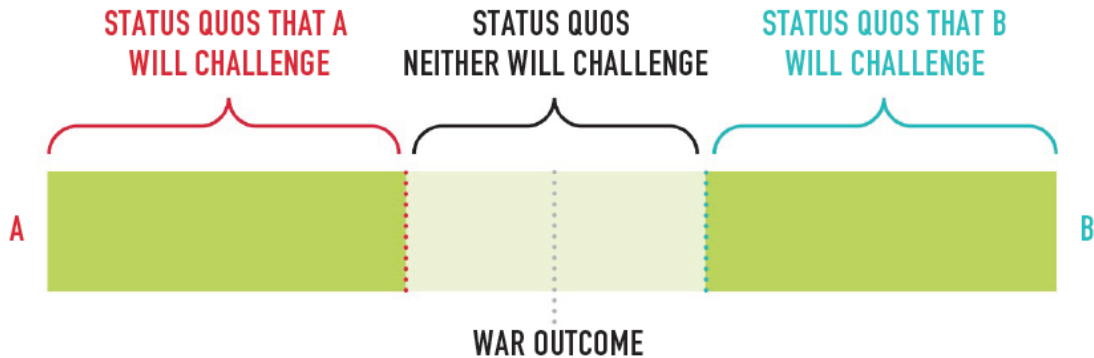 STATUS QUOS THAT A
WILL CHALLENGE
STATUS QUOS
NEITHER WILL CHALLENGE
STATUS QUOS THAT B
WILL CHALLENGE
A
B
WAR OUTCOME